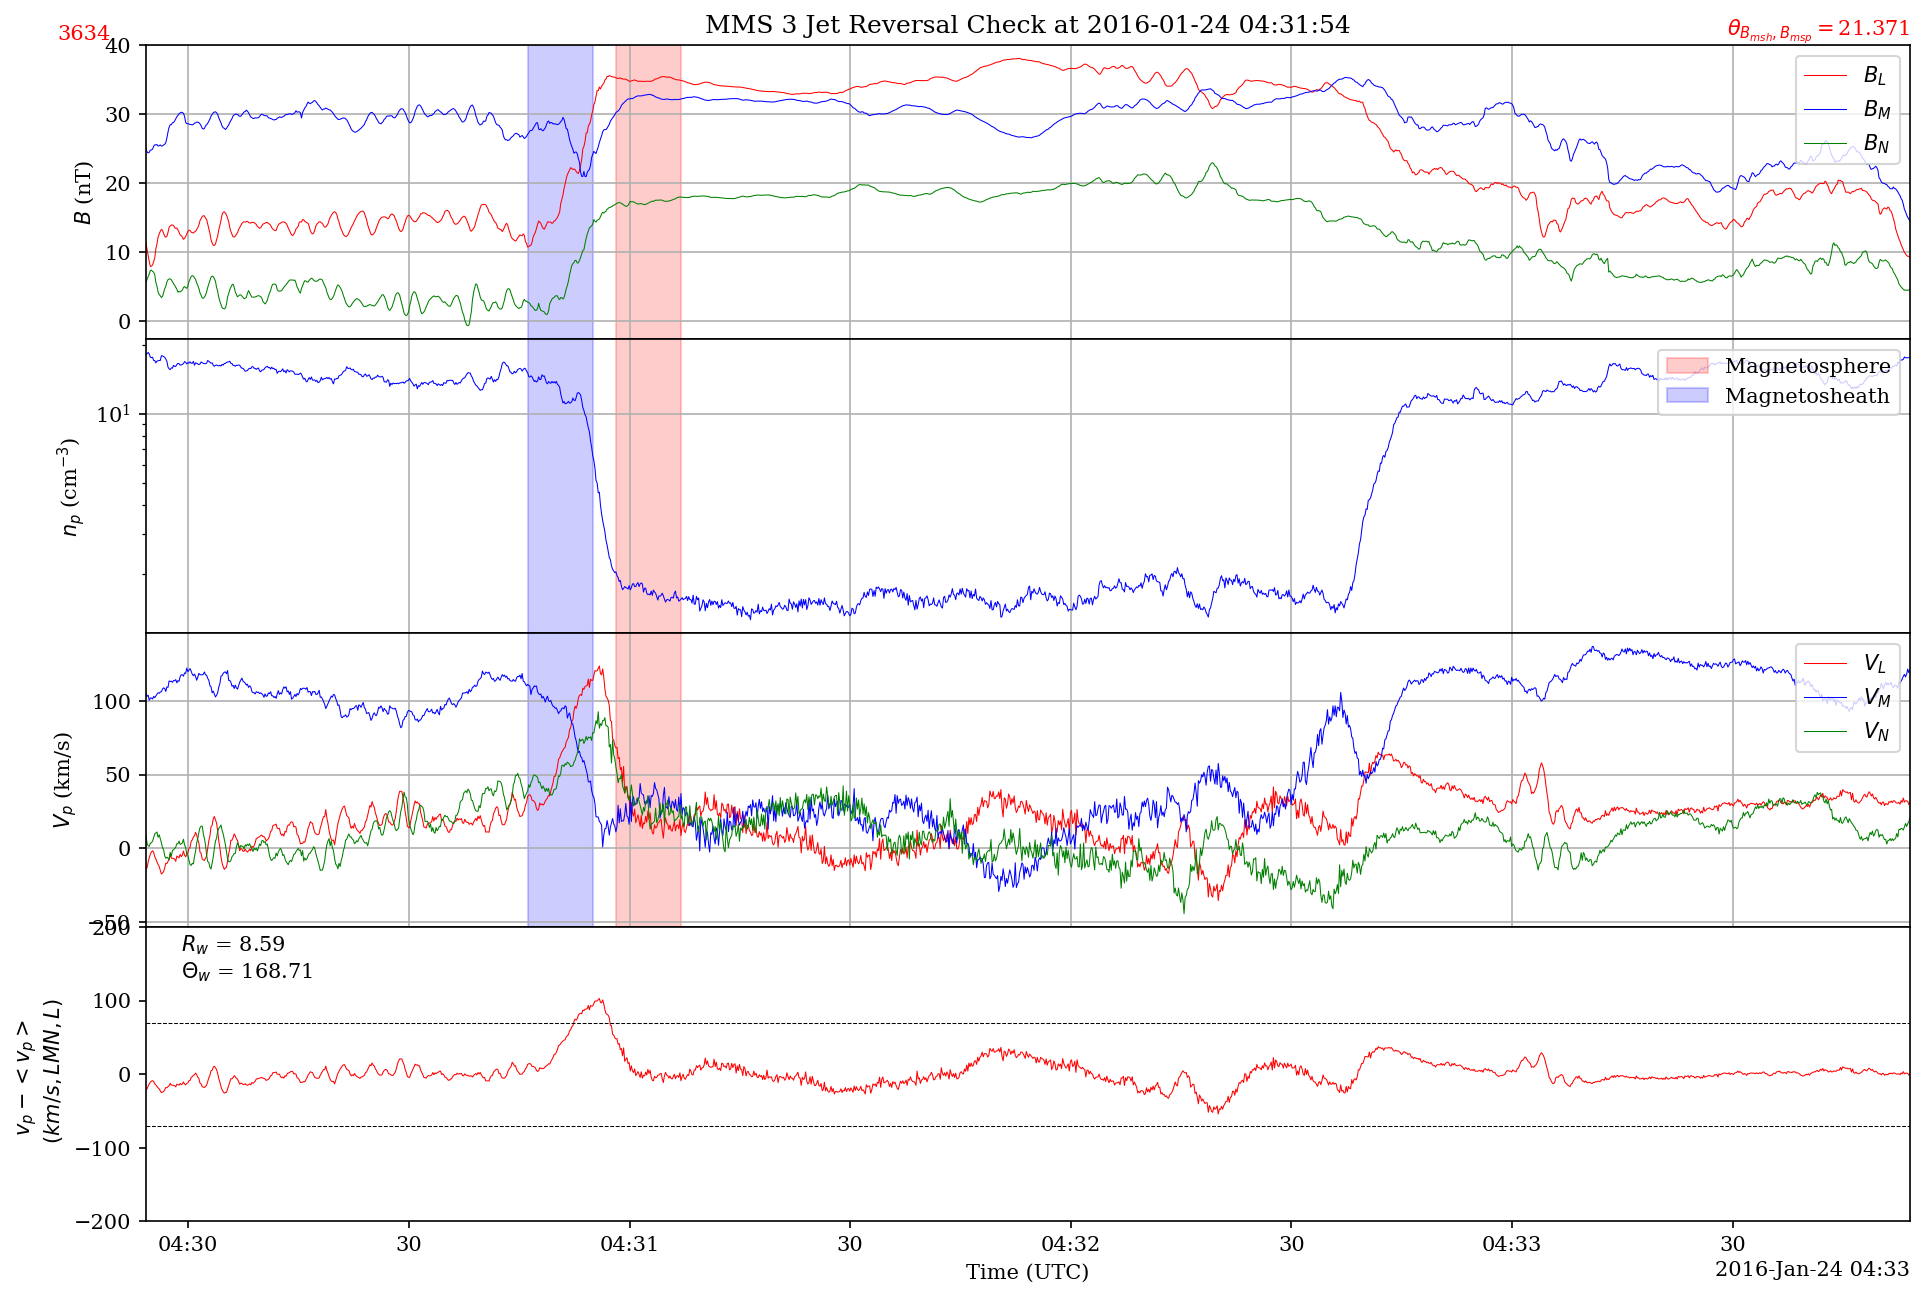 MMS 3 Jet Reversal Check at 2016-01-24 04:31:54
3634
θ_{B_{msh}, B_{msp}} = 21.371
40
30
20
10
0
B (nT)
B_L
B_M
B_N
10^1
n_p (cm^{-3})
Magnetosphere
Magnetosheath
100
50
0
−50
V_p (km/s)
V_L
V_M
V_N
200
100
0
−100
−200
v_p − < v_p >
(km/s, LMN, L)
R_w = 8.59
Θ_w = 168.71
04:30
30
04:31
30
04:32
30
04:33
30
Time (UTC)
2016-Jan-24 04:33